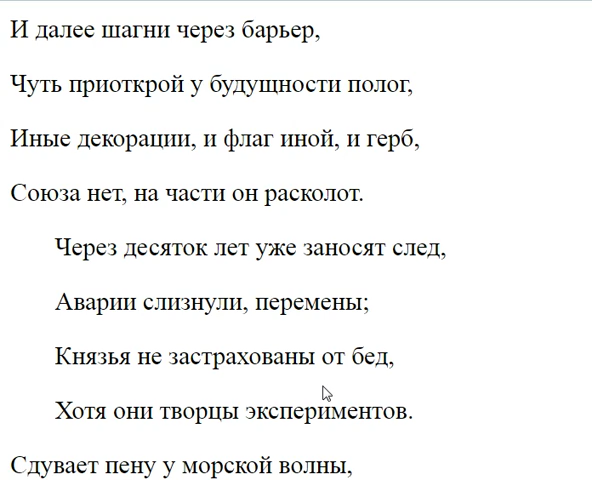 И далее шагни через барьер,
Чуть приоткрой у будущности полог,
Иные декорации, и флаг иной, и герб,
Союза нет, на части он расколот.
Через десяток лет уже заносят след,
Аварии слизнули, перемены;
Князья не застрахованы от бед,
Хотя они творцы экспериментов.
Сдувает пену у морской волны,